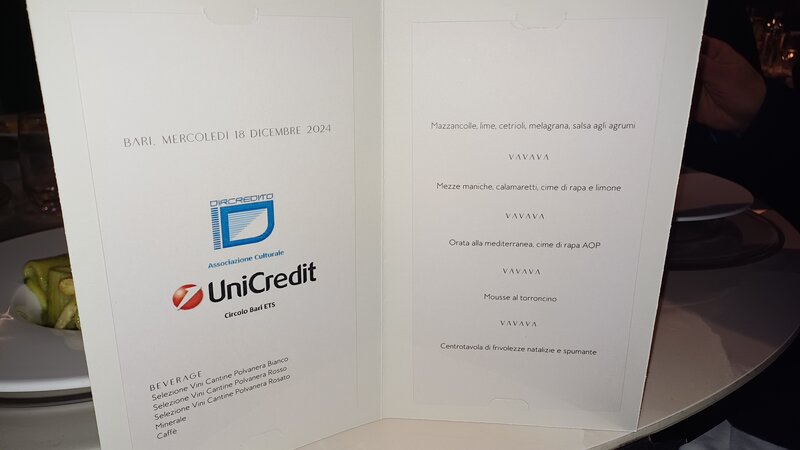 BARI, MERCOLEDÌ 18 DICEMBRE 2024
DIRCREDITO
Associazione Culturale
UniCredit
Circolo Bari ETS
BEVERAGE
Selezione Vini Cantine Polvanera Bianco
Selezione Vini Cantine Polvanera Rosso
Selezione Vini Cantine Polvanera Rosato
Minerale
Caffè
Mazzancolle, lime, cetrioli, melagrana, salsa agli agrumi
VAVAVA
Mezze maniche, calamaretti, cime di rapa e limone
VAVAVA
Orata alla mediterranea, cime di rapa AOP
VAVAVA
Mousse al torroncino
VAVAVA
Centrotavola di frivolezze natalizie e spumante